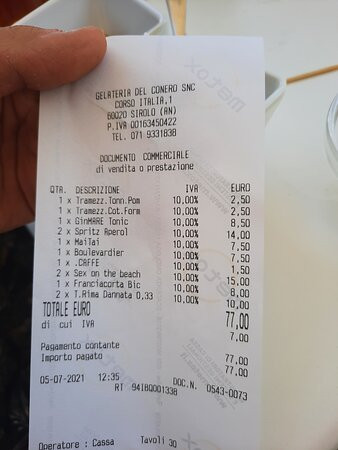 GELATERIA DEL CONERO SNC
CORSO ITALIA,1
60020 SIROLO (AN)
P.IVA 00163450422
TEL. 071 9331838
DOCUMENTO COMMERCIALE
di vendita o prestazione
QTA. DESCRIZIONE IVA EURO
1 x Tramezz.Tonn.Pom 10,00% 2,50
1 x Tramezz.Cot.Form 10,00% 2,50
1 x GinMARE Tonic 10,00% 8,50
2 x Spritz Aperol 10,00% 14,00
1 x MaiTai 10,00% 7,50
1 x Boulevardier 10,00% 7,50
1 x .CAFFE 10,00% 1,50
2 x Sex on the beach 10,00% 15,00
1 x Franciacorta Bic 10,00% 8,00
2 x T.Rima Dannata 0,33 10,00% 10,00
TOTALE EURO 77,00
di cui IVA 7,00
Pagamento contante 77,00
Importo pagato 77,00
05-07-2021 12:35 DOC.N. 0543-0073
RT 94IBQ001338
Operatore : Cassa Tavoli 30
metox